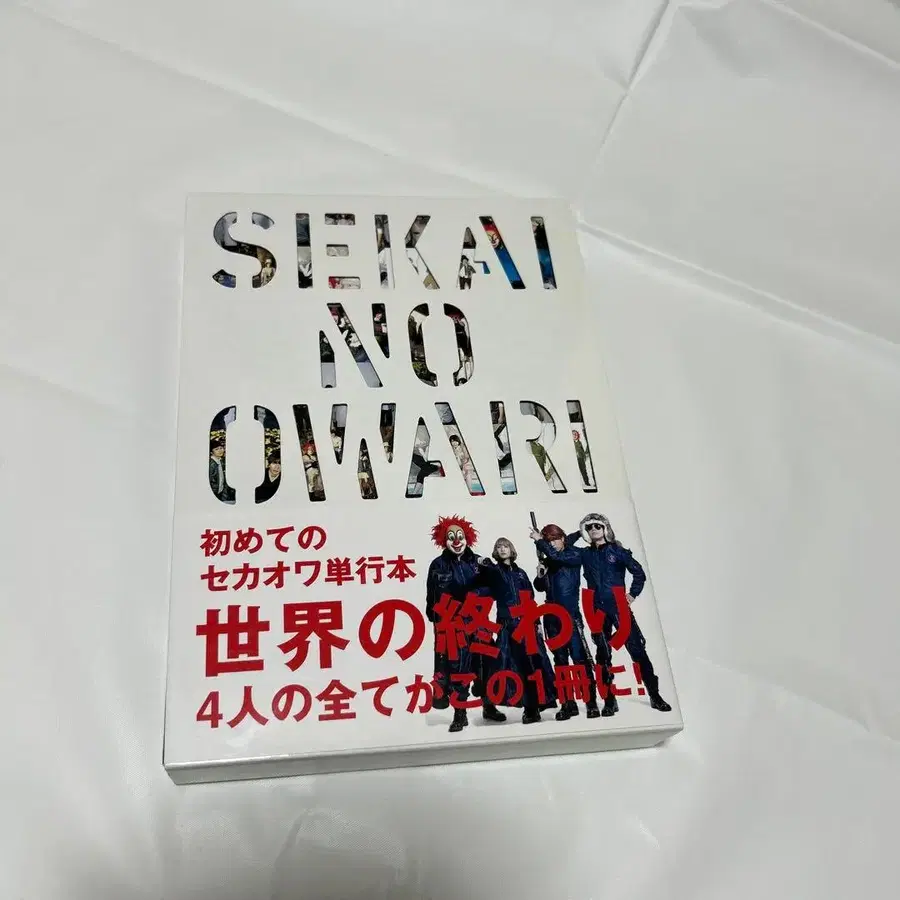 SEKAI
NO
OWARI
初めての
セカオワ単行本
世界の終わり
4人の全てがこの1冊に!